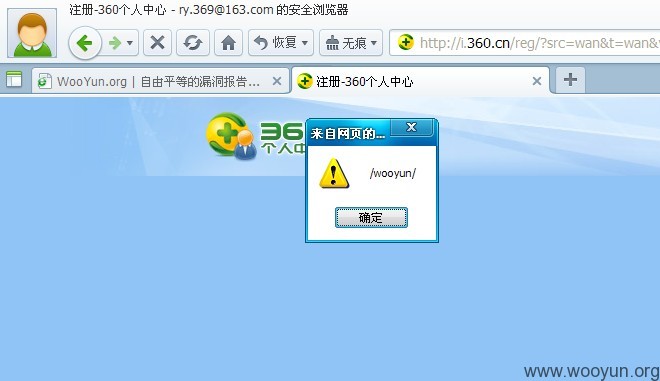 注册-360个人中心 - ry.369@163.com 的安全浏览器
恢复 无痕 http://i.360.cn/reg/?src=wan&t=wan&
WooYun.org | 自由平等的漏洞报告... 注册-360个人中心
36
个人中
来自网页的...
/wooyun/
确定
www.wooyun.org